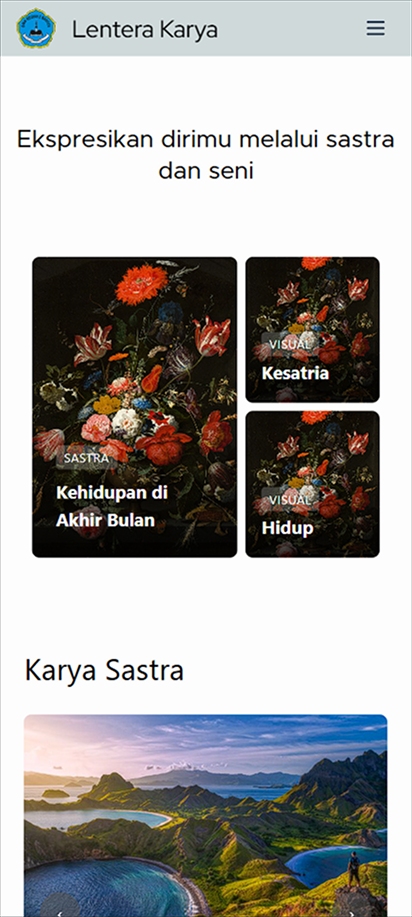 Lentera Karya
Ekspresikan dirimu melalui sastra
dan seni
SASTRA
Kehidupan di
Akhir Bulan
VISUAL
Kesatria
VISUAL
Hidup
Karya Sastra